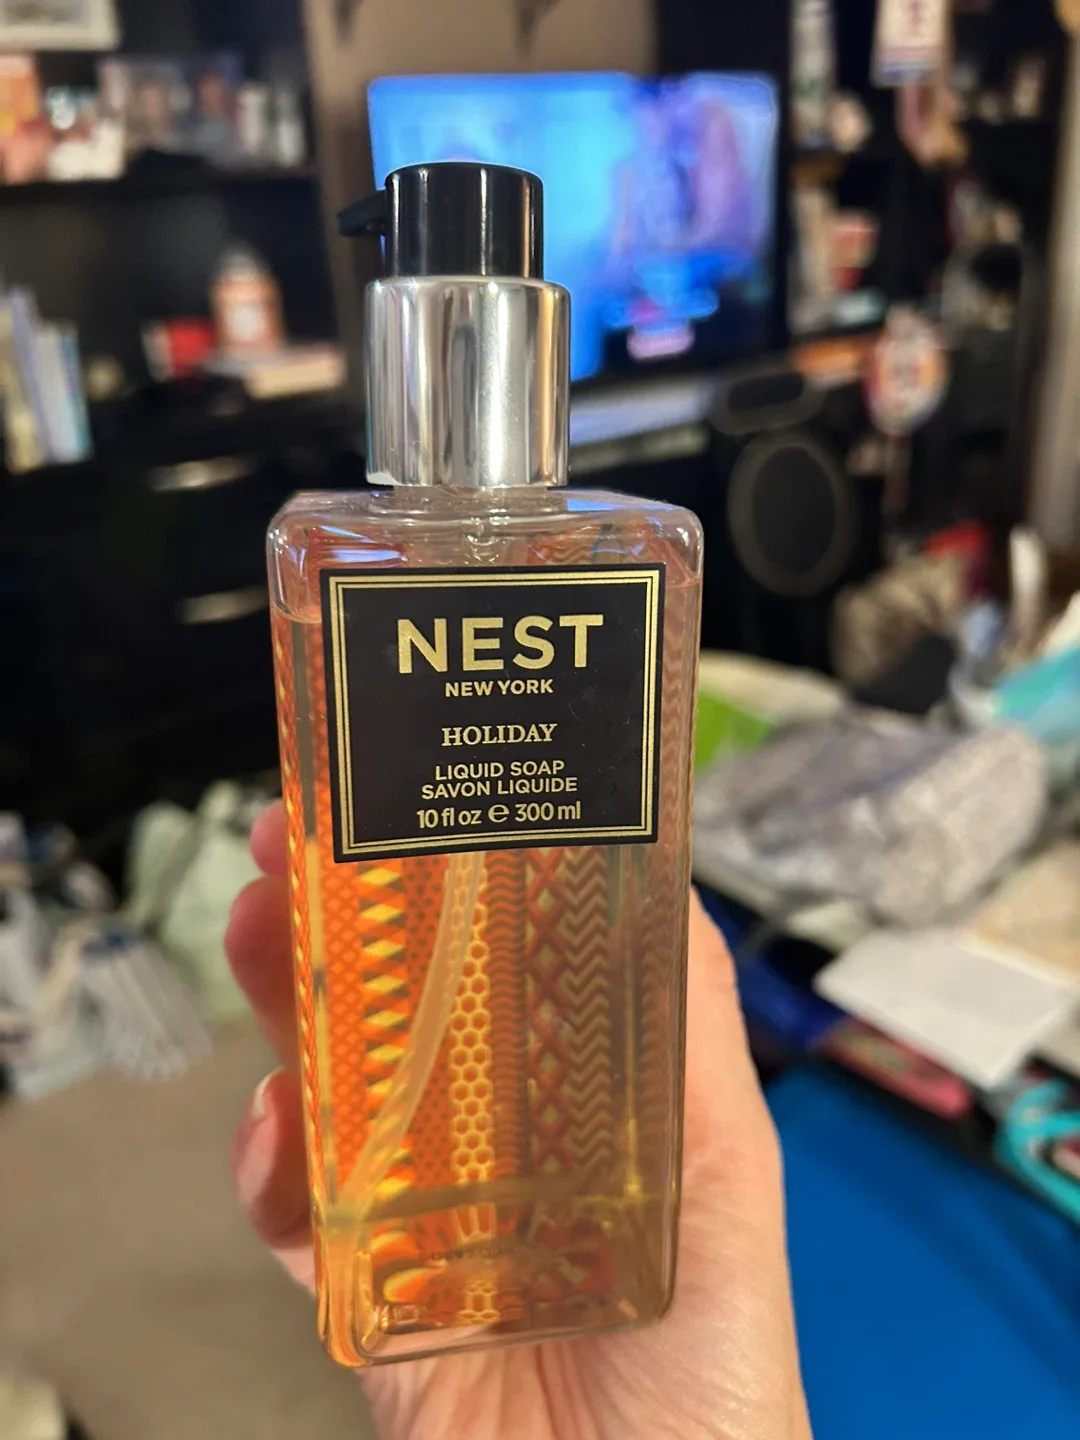 NEST
NEW YORK
HOLIDAY
LIQUID SOAP
SAVON LIQUIDE
10 fl oz ℮ 300 ml